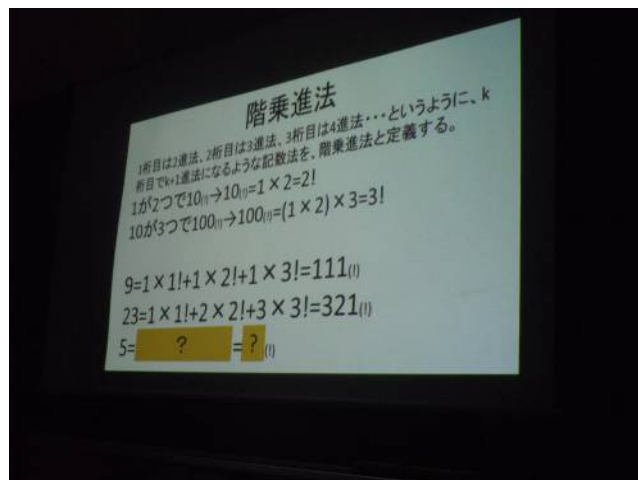 階乗進法
1桁目は2進法、2桁目は3進法、3桁目は4進法・・・というように、k
桁目でk+1進法になるような記数法を、階乗進法と定義する。
1が2つで10(!)→10(!)=1×2=2!
10が3つで100(!)→100(!)=(1×2)×3=3!
9=1×1!+1×2!+1×3!=111(!)
23=1×1!+2×2!+3×3!=321(!)
5=?=?(!)